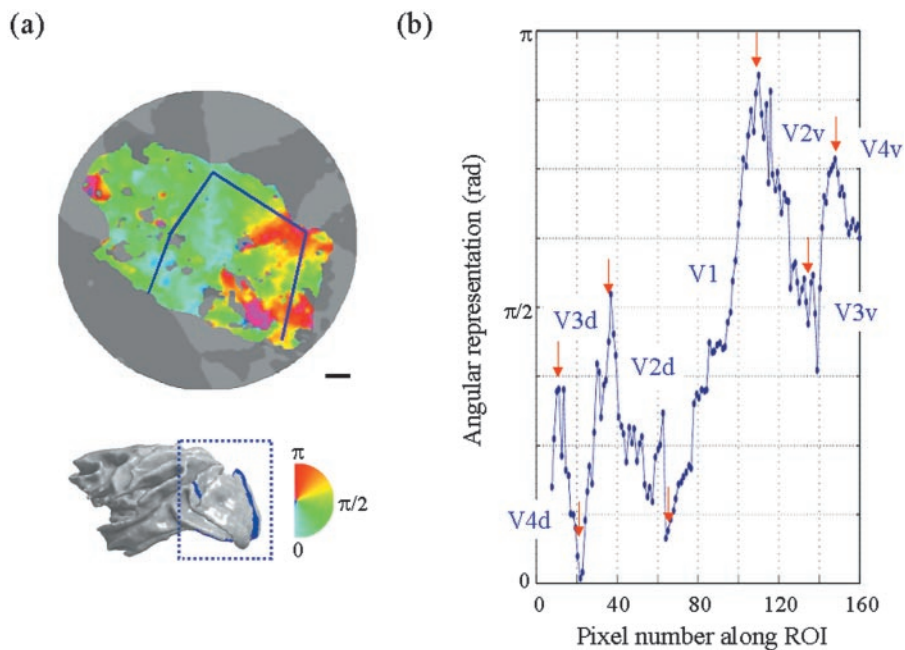 (a)
(b)
π
π/2
0
Angular representation (rad)
π
π/2
0
V4d
V3d
V2d
V1
V2v
V3v
V4v
0 40 80 120 160
Pixel number along ROI